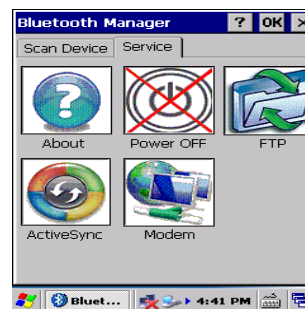 Bluetooth Manager ? OK ×
Scan Device Service
About Power OFF FTP
ActiveSync Modem
Bluet... 4:41 PM